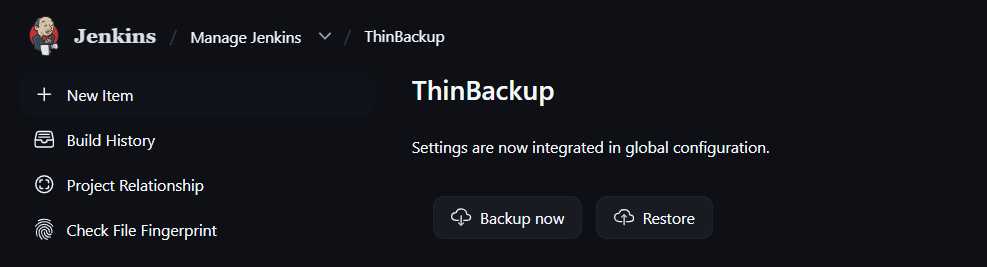 Jenkins / Manage Jenkins / ThinBackup
New Item
Build History
Project Relationship
Check File Fingerprint
ThinBackup
Settings are now integrated in global configuration.
Backup now
Restore